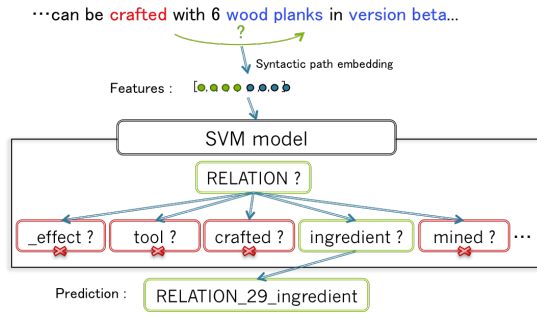 …can be crafted with 6 wood planks in version beta…
?
Syntactic path embedding
Features :
SVM model
RELATION ?
_effect ? tool ? crafted ? ingredient ? mined ? …
Prediction : RELATION_29_ingredient